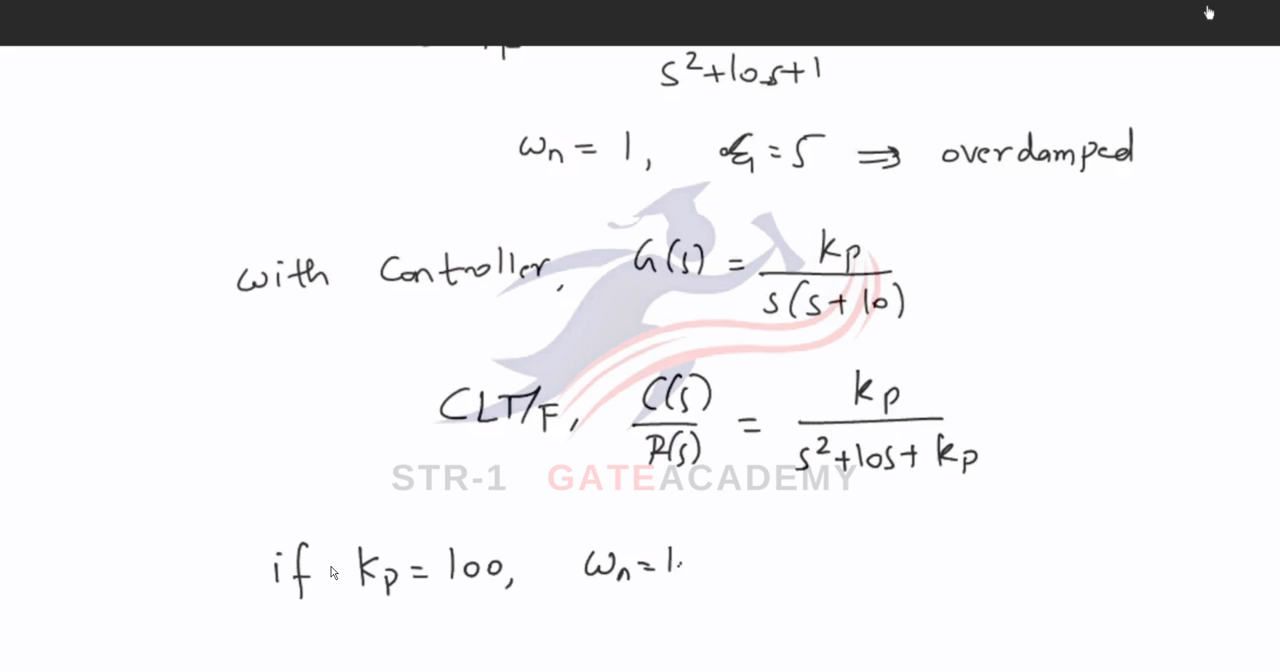 s²+10s+1
ωn = 1, ξ = 5 ⇒ overdamped
with Controller, G(s) = kp / s(s+10)
CLT/F, C(s)/R(s) = kp / s²+10s+kp
STR-1 GATEACADEMY
if kp = 100, ωn = 1.